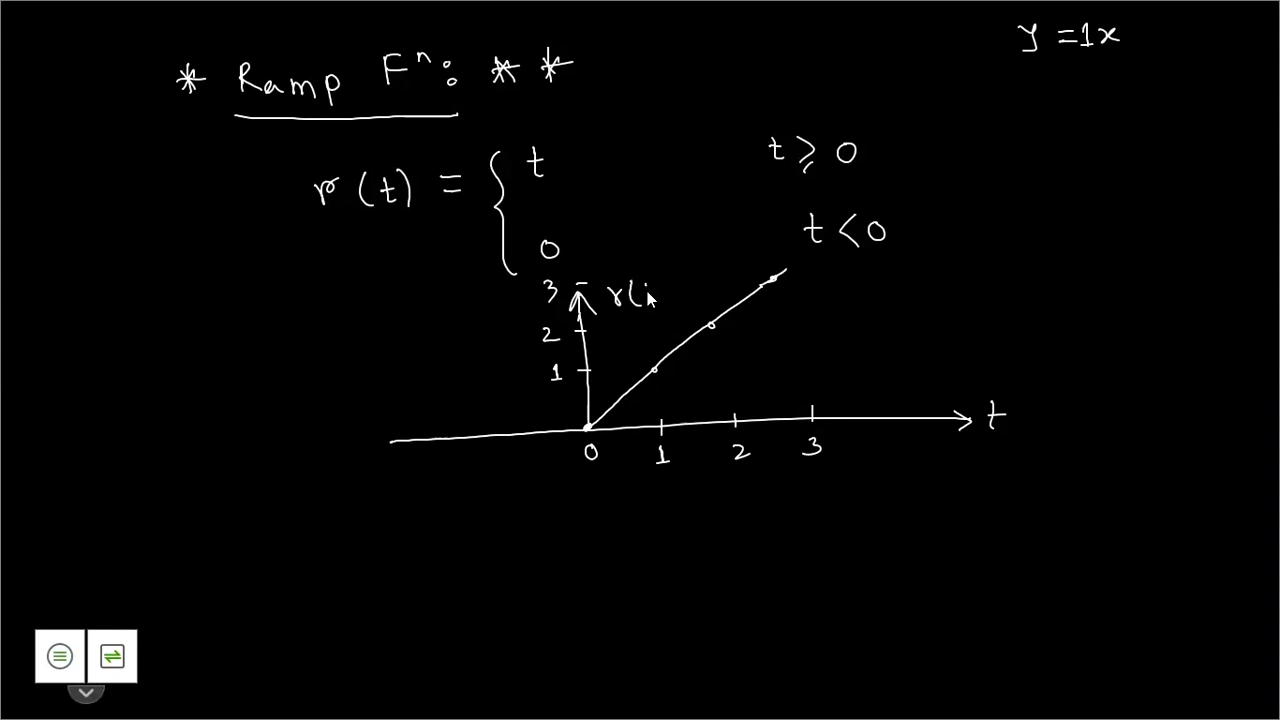 y = 1x
* Ramp Fⁿ: * *
r(t) = { t t ≥ 0
0 t < 0
3 r(
2
1
t
0 1 2 3